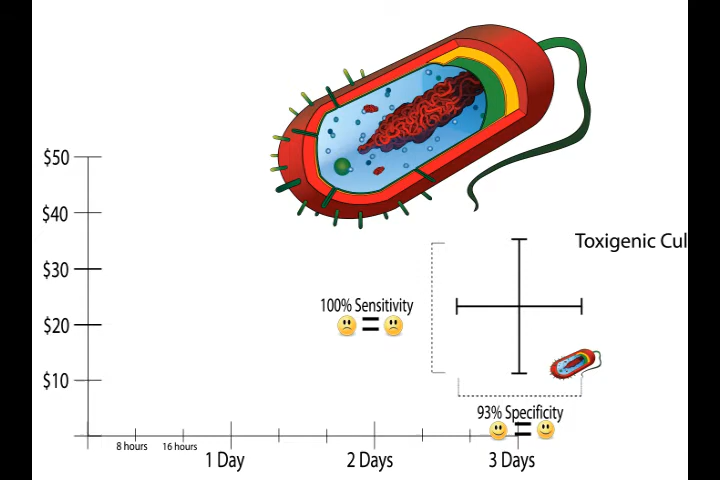 $50
$40
Toxigenic Cul
$30
100% Sensitivity
$20
$10
93% Specificity
8 hours
16 hours
1 Day
2 Days
3 Days